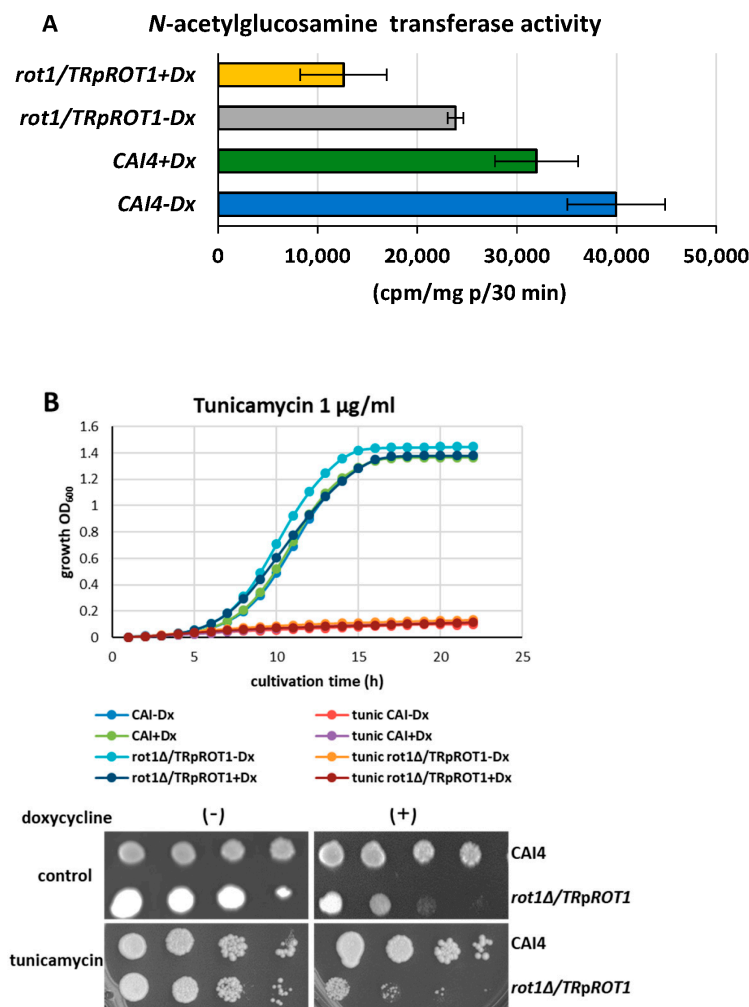 A N-acetylglucosamine transferase activity
rot1/TRpROT1+Dx
rot1/TRpROT1-Dx
CAI4+Dx
CAI4-Dx
0 10,000 20,000 30,000 40,000 50,000
(cpm/mg p/30 min)
B Tunicamycin 1 µg/ml
1.6
1.4
1.2
1
0.8
0.6
0.4
0.2
0
growth OD600
0 5 10 15 20 25
cultivation time (h)
CAI-Dx tunic CAI-Dx
CAI+Dx tunic CAI+Dx
rot1Δ/TRpROT1-Dx tunic rot1Δ/TRpROT1-Dx
rot1Δ/TRpROT1+Dx tunic rot1Δ/TRpROT1+Dx
doxycycline (-) (+)
control CAI4
rot1Δ/TRpROT1
tunicamycin CAI4
rot1Δ/TRpROT1